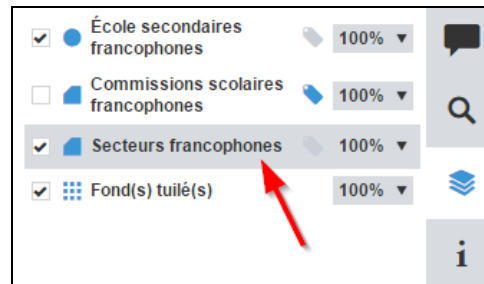 École secondaires
francophones
100% ▼
Commissions scolaires
francophones
100% ▼
Secteurs francophones
100% ▼
Fond(s) tuilé(s)
100% ▼
i